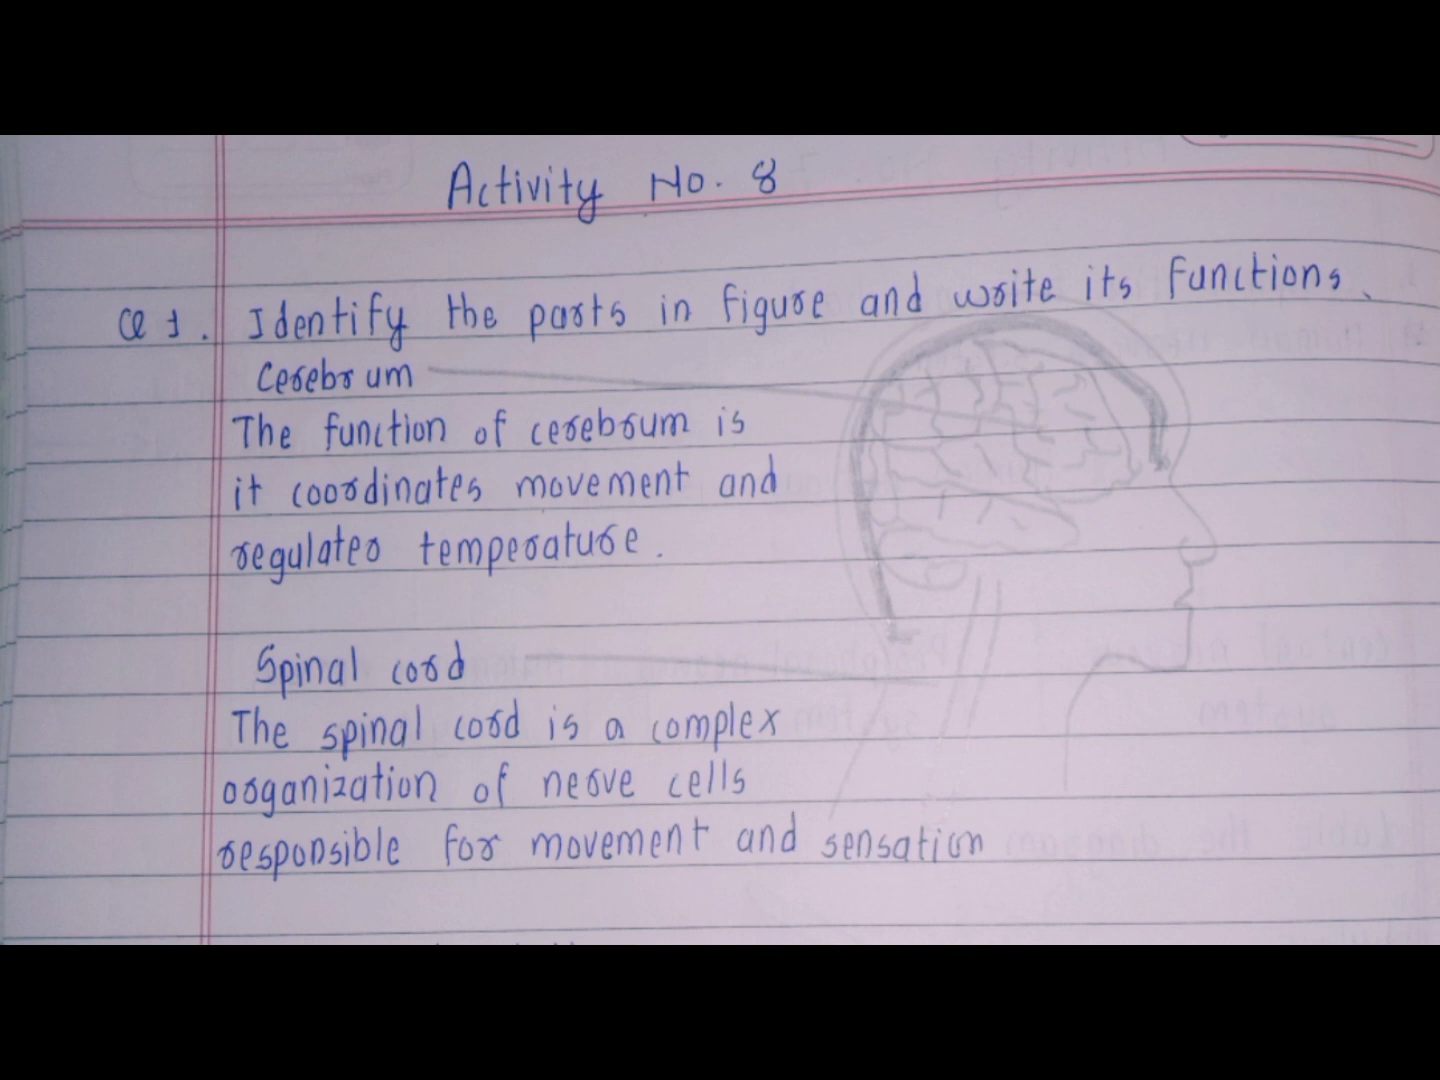 Activity No. 8
Q 1. Identify the parts in figure and write its functions.
Cerebrum
The function of cerebrum is
it coordinates movement and
regulates temperature.
Spinal cord
The spinal cord is a complex
organization of nerve cells
responsible for movement and sensation